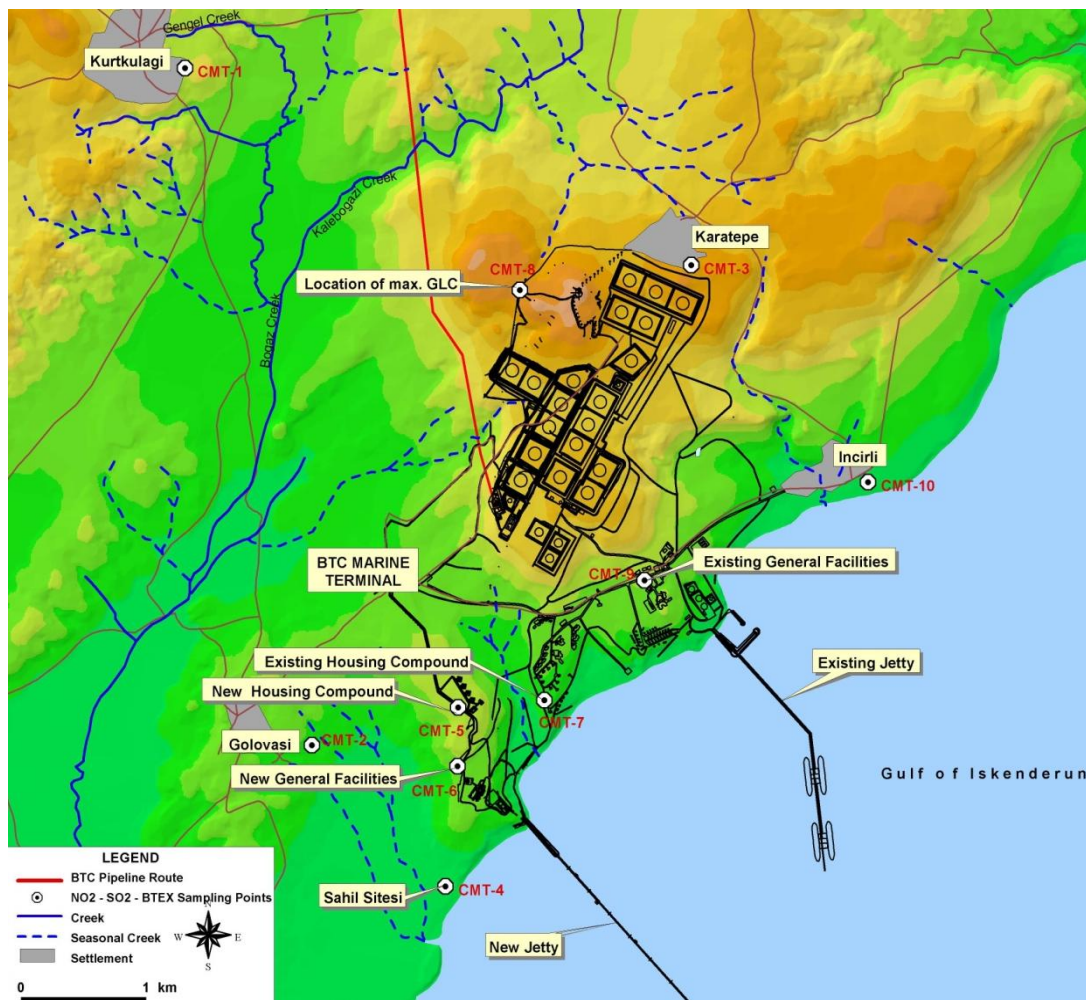 Gengel Creek
Kurtkulagi
CMT-1
Kalebogazi Creek
Karatepe
CMT-3
CMT-8
Location of max. GLC
Bogaz Creek
Incirli
CMT-10
BTC MARINE
TERMINAL
CMT-9
Existing General Facilities
Existing Housing Compound
Existing Jetty
New Housing Compound
CMT-5
CMT-7
Golovasi
CMT-2
New General Facilities
CMT-6
Gulf of Iskenderun
Sahil Sitesi
CMT-4
New Jetty
LEGEND
BTC Pipeline Route
NO2 - SO2 - BTEX Sampling Points
Creek
Seasonal Creek
Settlement
N
W
E
S
0 1 km